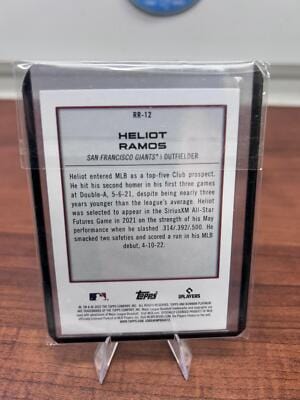 RR-12
HELIOT
RAMOS
SAN FRANCISCO GIANTS | OUTFIELDER
Heliot entered MLB as a top-five Club prospect.
He hit his second homer in his first three games
at Double-A, 5-6-21, despite being nearly three
years younger than the league's average. Heliot
was selected to appear in the SiriusXM All-Star
Futures Game in 2021 on the strength of his May
performance when he slashed .314/.392/.500. He
smacked two safeties and scored a run in his MLB
debut, 4-10-22.
TOPPS
PLAYERS